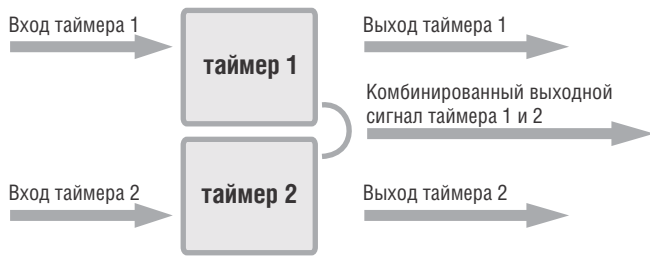 Вход таймера 1
таймер 1
Выход таймера 1
Комбинированный выходной
сигнал таймера 1 и 2
Вход таймера 2
таймер 2
Выход таймера 2